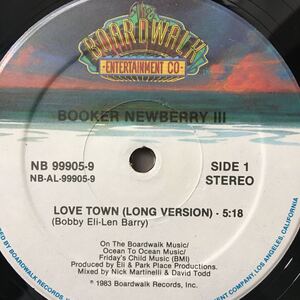 The
BOARDWALK
ENTERTAINMENT CO
BOOKER NEWBERRY III
NB 99905-9
NB-AL-99905-9
SIDE 1
STEREO
LOVE TOWN (LONG VERSION) - 5:18
(Bobby Eli-Len Barry)
On The Boardwalk Music/
Ocean To Ocean Music/
Friday's Child Music (BMI)
Produced by Eli & Park Place Productions.
Mixed by Nick Martinelli & David Todd
℗ 1983 Boardwalk Records, Inc.